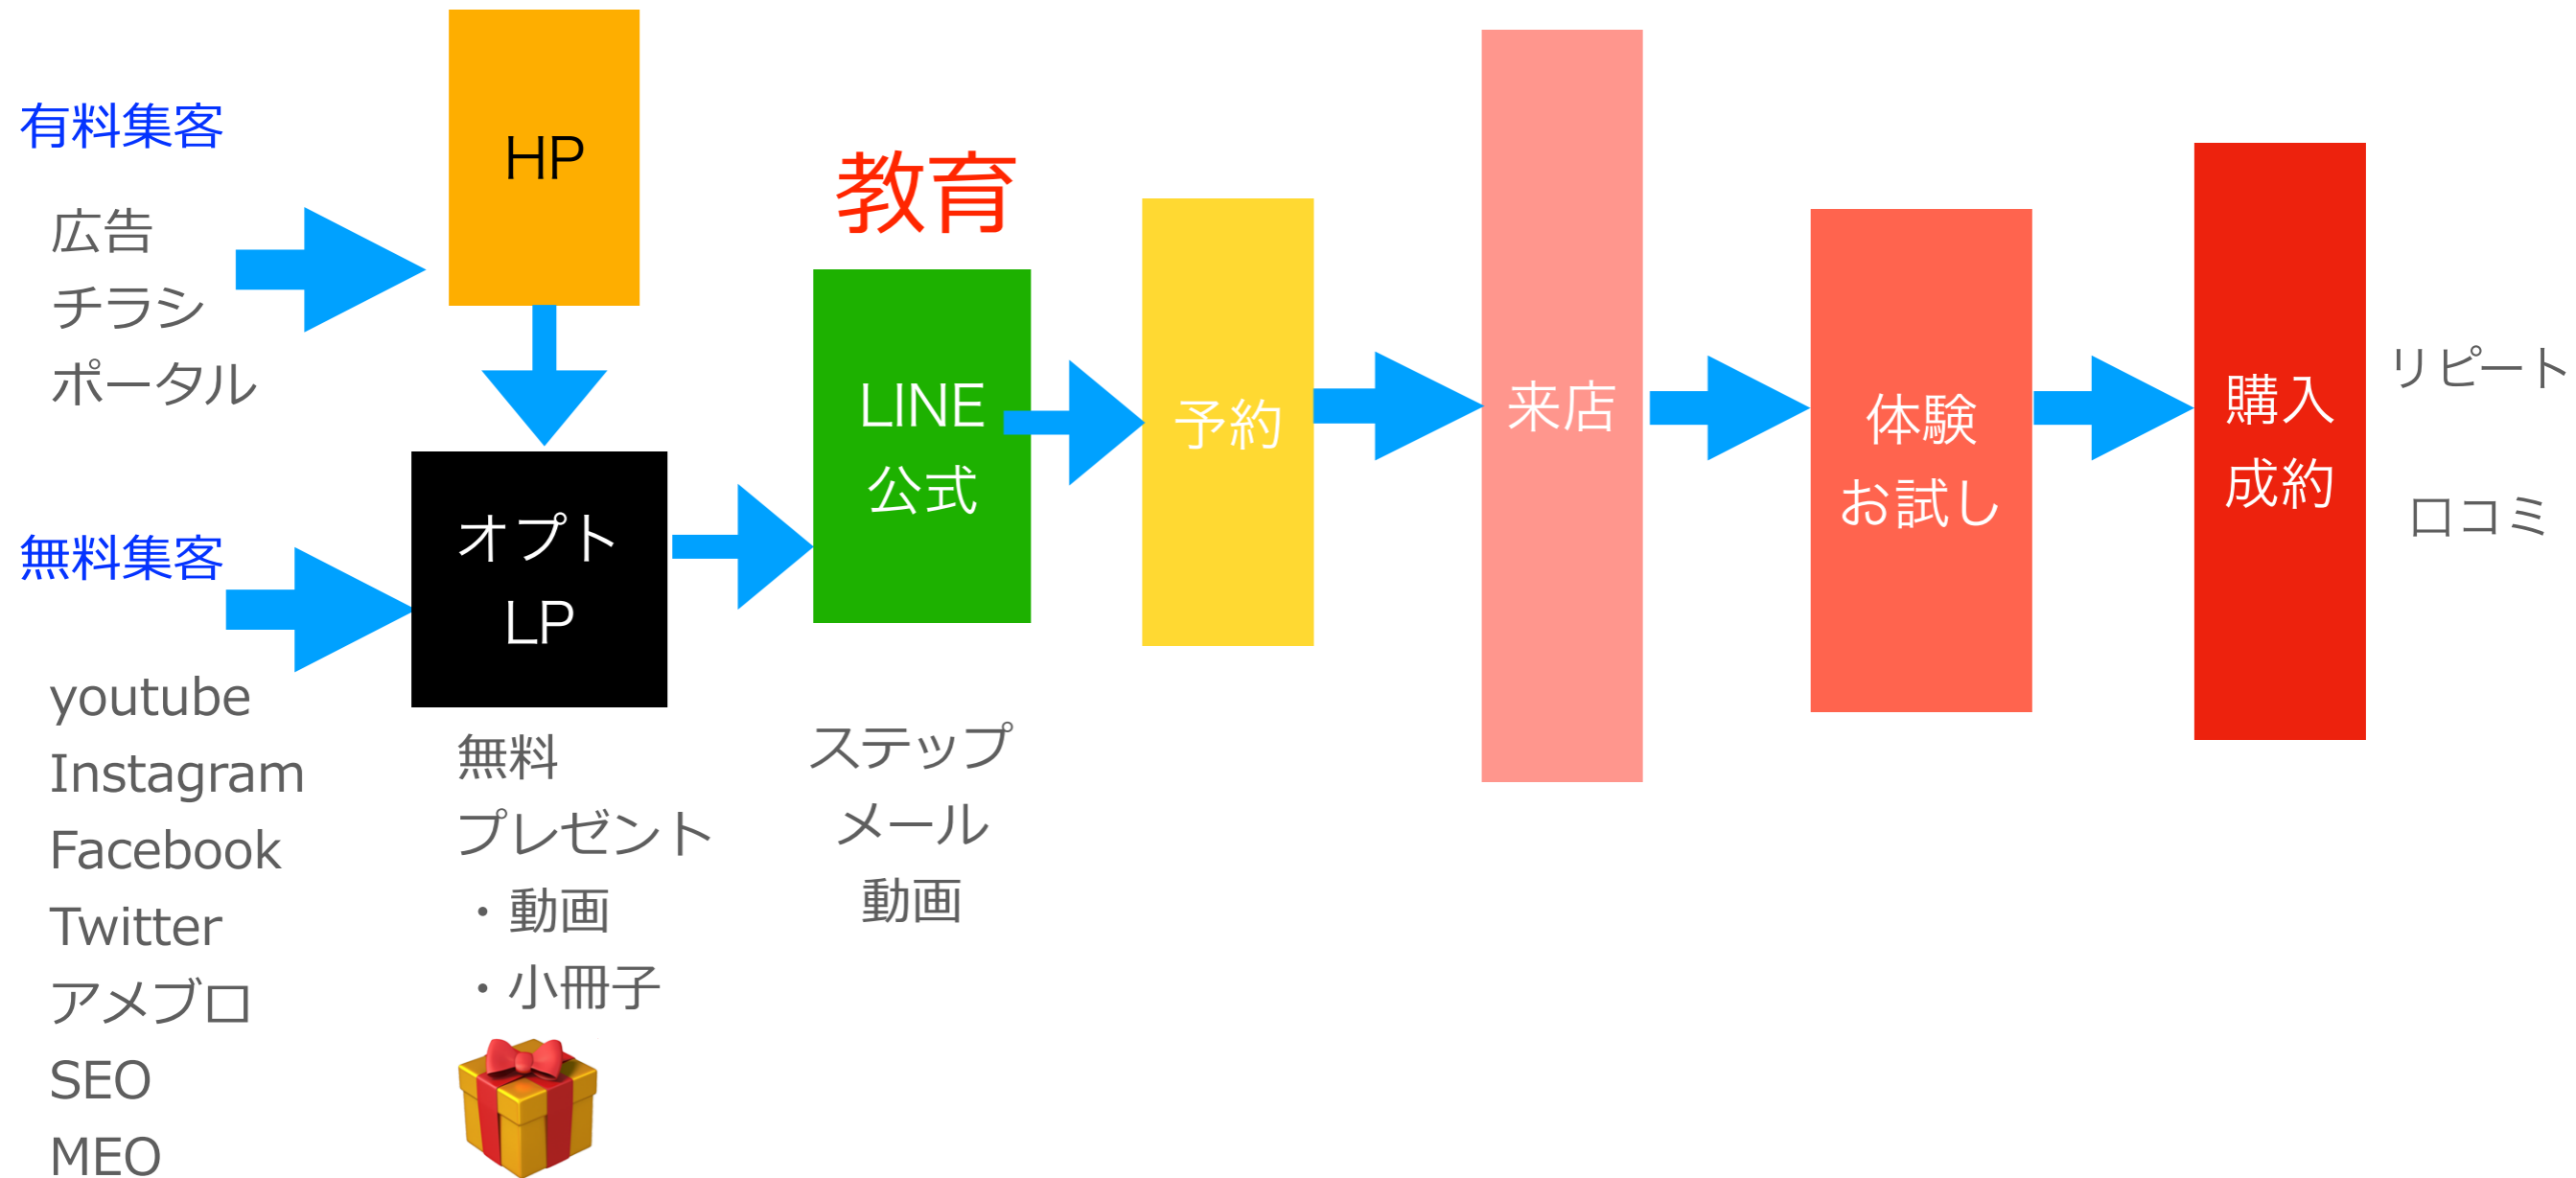 有料集客
広告
チラシ
ポータル
無料集客
youtube
Instagram
Facebook
Twitter
アメブロ
SEO
MEO
HP
オプト
LP
無料
プレゼント
・動画
・小冊子
教育
LINE
公式
ステップ
メール
動画
予約
来店
体験
お試し
購入
成約
リピート
口コミ